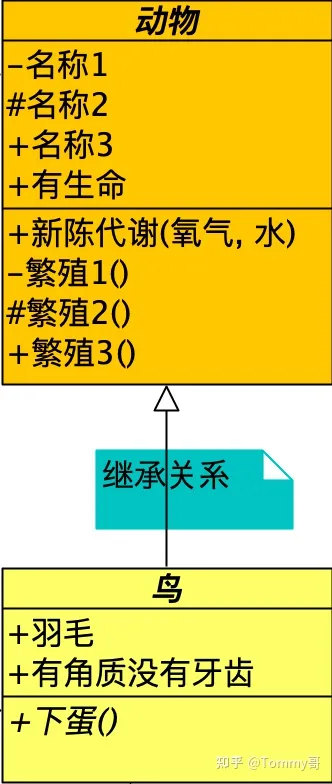 动物
-名称1
#名称2
+名称3
+有生命
+新陈代谢(氧气, 水)
-繁殖1()
#繁殖2()
+繁殖3()
继承关系
鸟
+羽毛
+有角质没有牙齿
+下蛋()
知乎 @Tommy哥